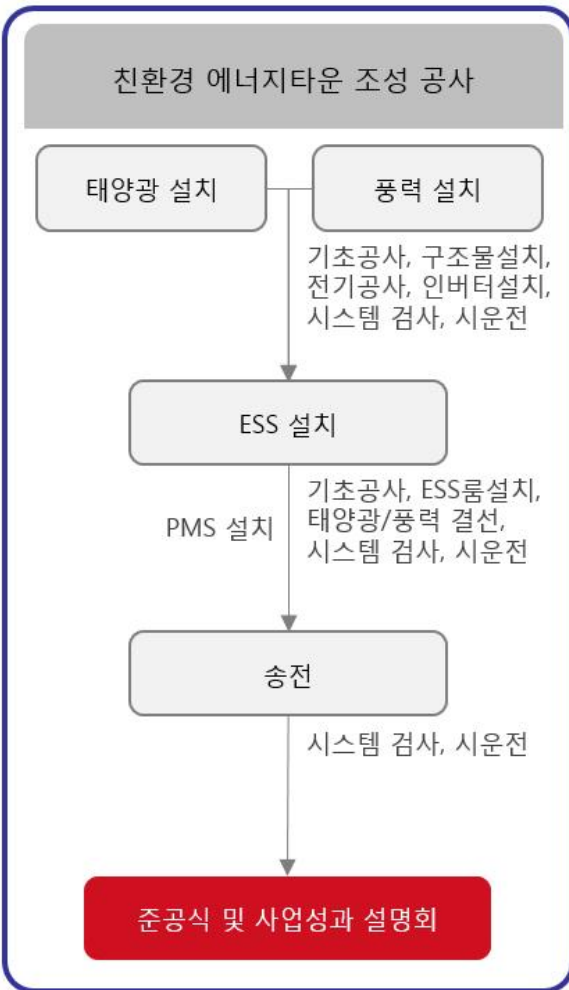 친환경 에너지타운 조성 공사
태양광 설치
풍력 설치
기초공사, 구조물설치,
전기공사, 인버터설치,
시스템 검사, 시운전
ESS 설치
PMS 설치
기초공사, ESS룸설치,
태양광/풍력 결선,
시스템 검사, 시운전
송전
시스템 검사, 시운전
준공식 및 사업성과 설명회